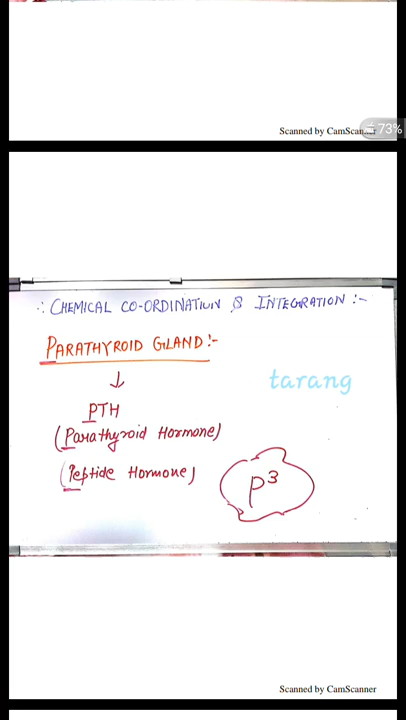 Scanned by CamScanner
73%
∴ CHEMICAL CO-ORDINATION & INTEGRATION :-
PARATHYROID GLAND:-
↓
tarang
PTH
(Parathyroid Hormone)
(Peptide Hormone)
P³
Scanned by CamScanner